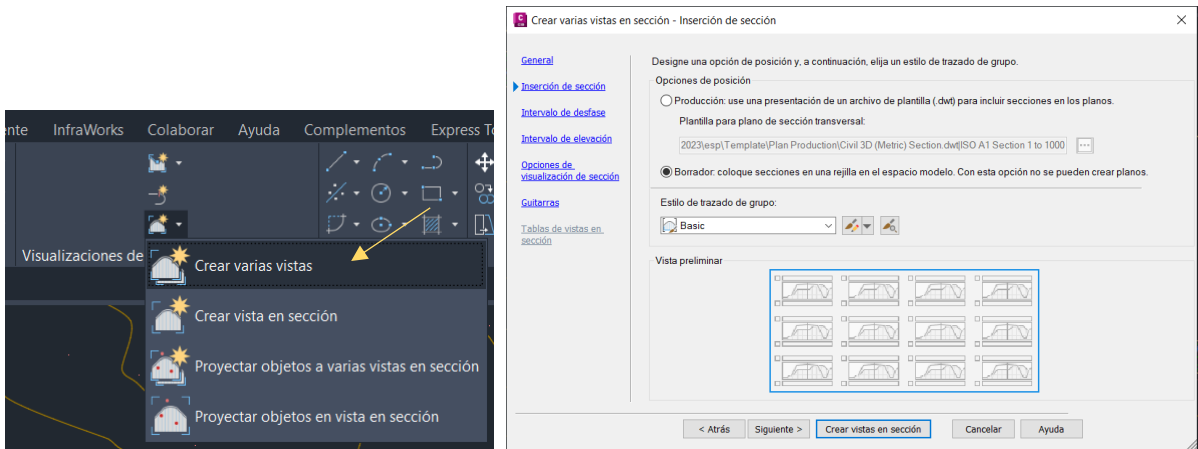 InfraWorks Colaborar Ayuda Complementos Express
Visualizaciones de
Crear varias vistas
Crear vista en sección
Proyectar objetos a varias vistas en sección
Proyectar objetos en vista en sección
Crear varias vistas en sección - Inserción de sección
General
Inserción de sección
Intervalo de desfase
Intervalo de elevación
Opciones de
visualización de sección
Guitarras
Tablas de vistas en
sección
Designe una opción de posición y, a continuación, elija un estilo de trazado de grupo.
Opciones de posición
Producción: use una presentación de un archivo de plantilla (.dwt) para incluir secciones en los planos.
Plantilla para plano de sección transversal:
2023\esp\Template\Plan Production\Civil 3D (Metric) Section.dwt|ISO A1 Section 1 to 1000
...
Borrador: coloque secciones en una rejilla en el espacio modelo. Con esta opción no se pueden crear planos.
Estilo de trazado de grupo:
Basic
Vista preliminar
< Atrás Siguiente > Crear vistas en sección Cancelar Ayuda